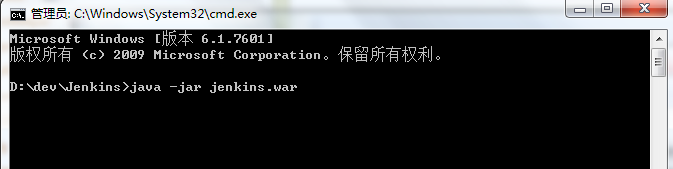 管理员: C:\Windows\System32\cmd.exe
Microsoft Windows [版本 6.1.7601]
版权所有 (c) 2009 Microsoft Corporation。保留所有权利。
D:\dev\Jenkins>java -jar jenkins.war